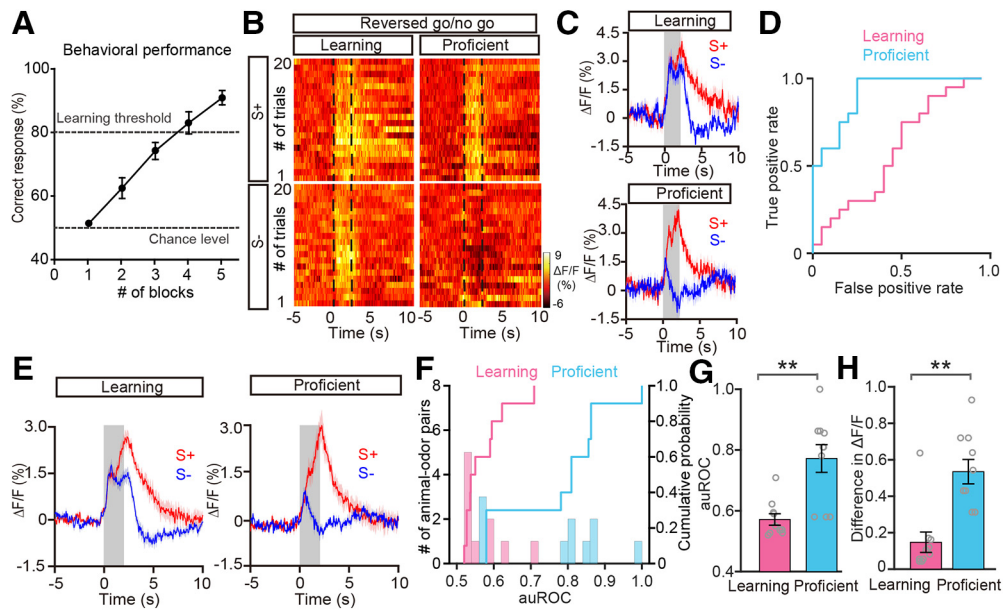 A
Behavioral performance
Correct response (%)
100
80
60
40
Learning threshold
Chance level
0 1 2 3 4 5
# of blocks
B
Reversed go/no go
Learning
Proficient
S+
S-
# of trials
20
1
# of trials
20
1
-5 0 5 10
Time (s)
-5 0 5 10
Time (s)
9
ΔF/F
(%)
-6
C
Learning
ΔF/F (%)
4.5
3.0
1.5
0
-1.5
S+
S-
-5 0 5 10
Time (s)
Proficient
ΔF/F (%)
4.5
3.0
1.5
0
-1.5
S+
S-
-5 0 5 10
Time (s)
D
Learning
Proficient
True positive rate
1.0
0.5
0
0 0.5 1.0
False positive rate
E
Learning
ΔF/F (%)
3.0
1.5
0
-1.5
S+
S-
-5 0 5 10
Time (s)
Proficient
ΔF/F (%)
3.0
1.5
0
-1.5
S+
S-
-5 0 5 10
Time (s)
F
Learning
Proficient
# of animal-odor pairs
8
6
4
2
0
1.0
0.8
0.6
0.4
0.2
0
Cumulative probability
0.5 0.6 0.7 0.8 0.9 1.0
auROC
G
**
auROC
1.0
0.8
0.6
0.4
Learning Proficient
H
**
Difference in ΔF/F
1.0
0.8
0.6
0.4
0.2
0
Learning Proficient